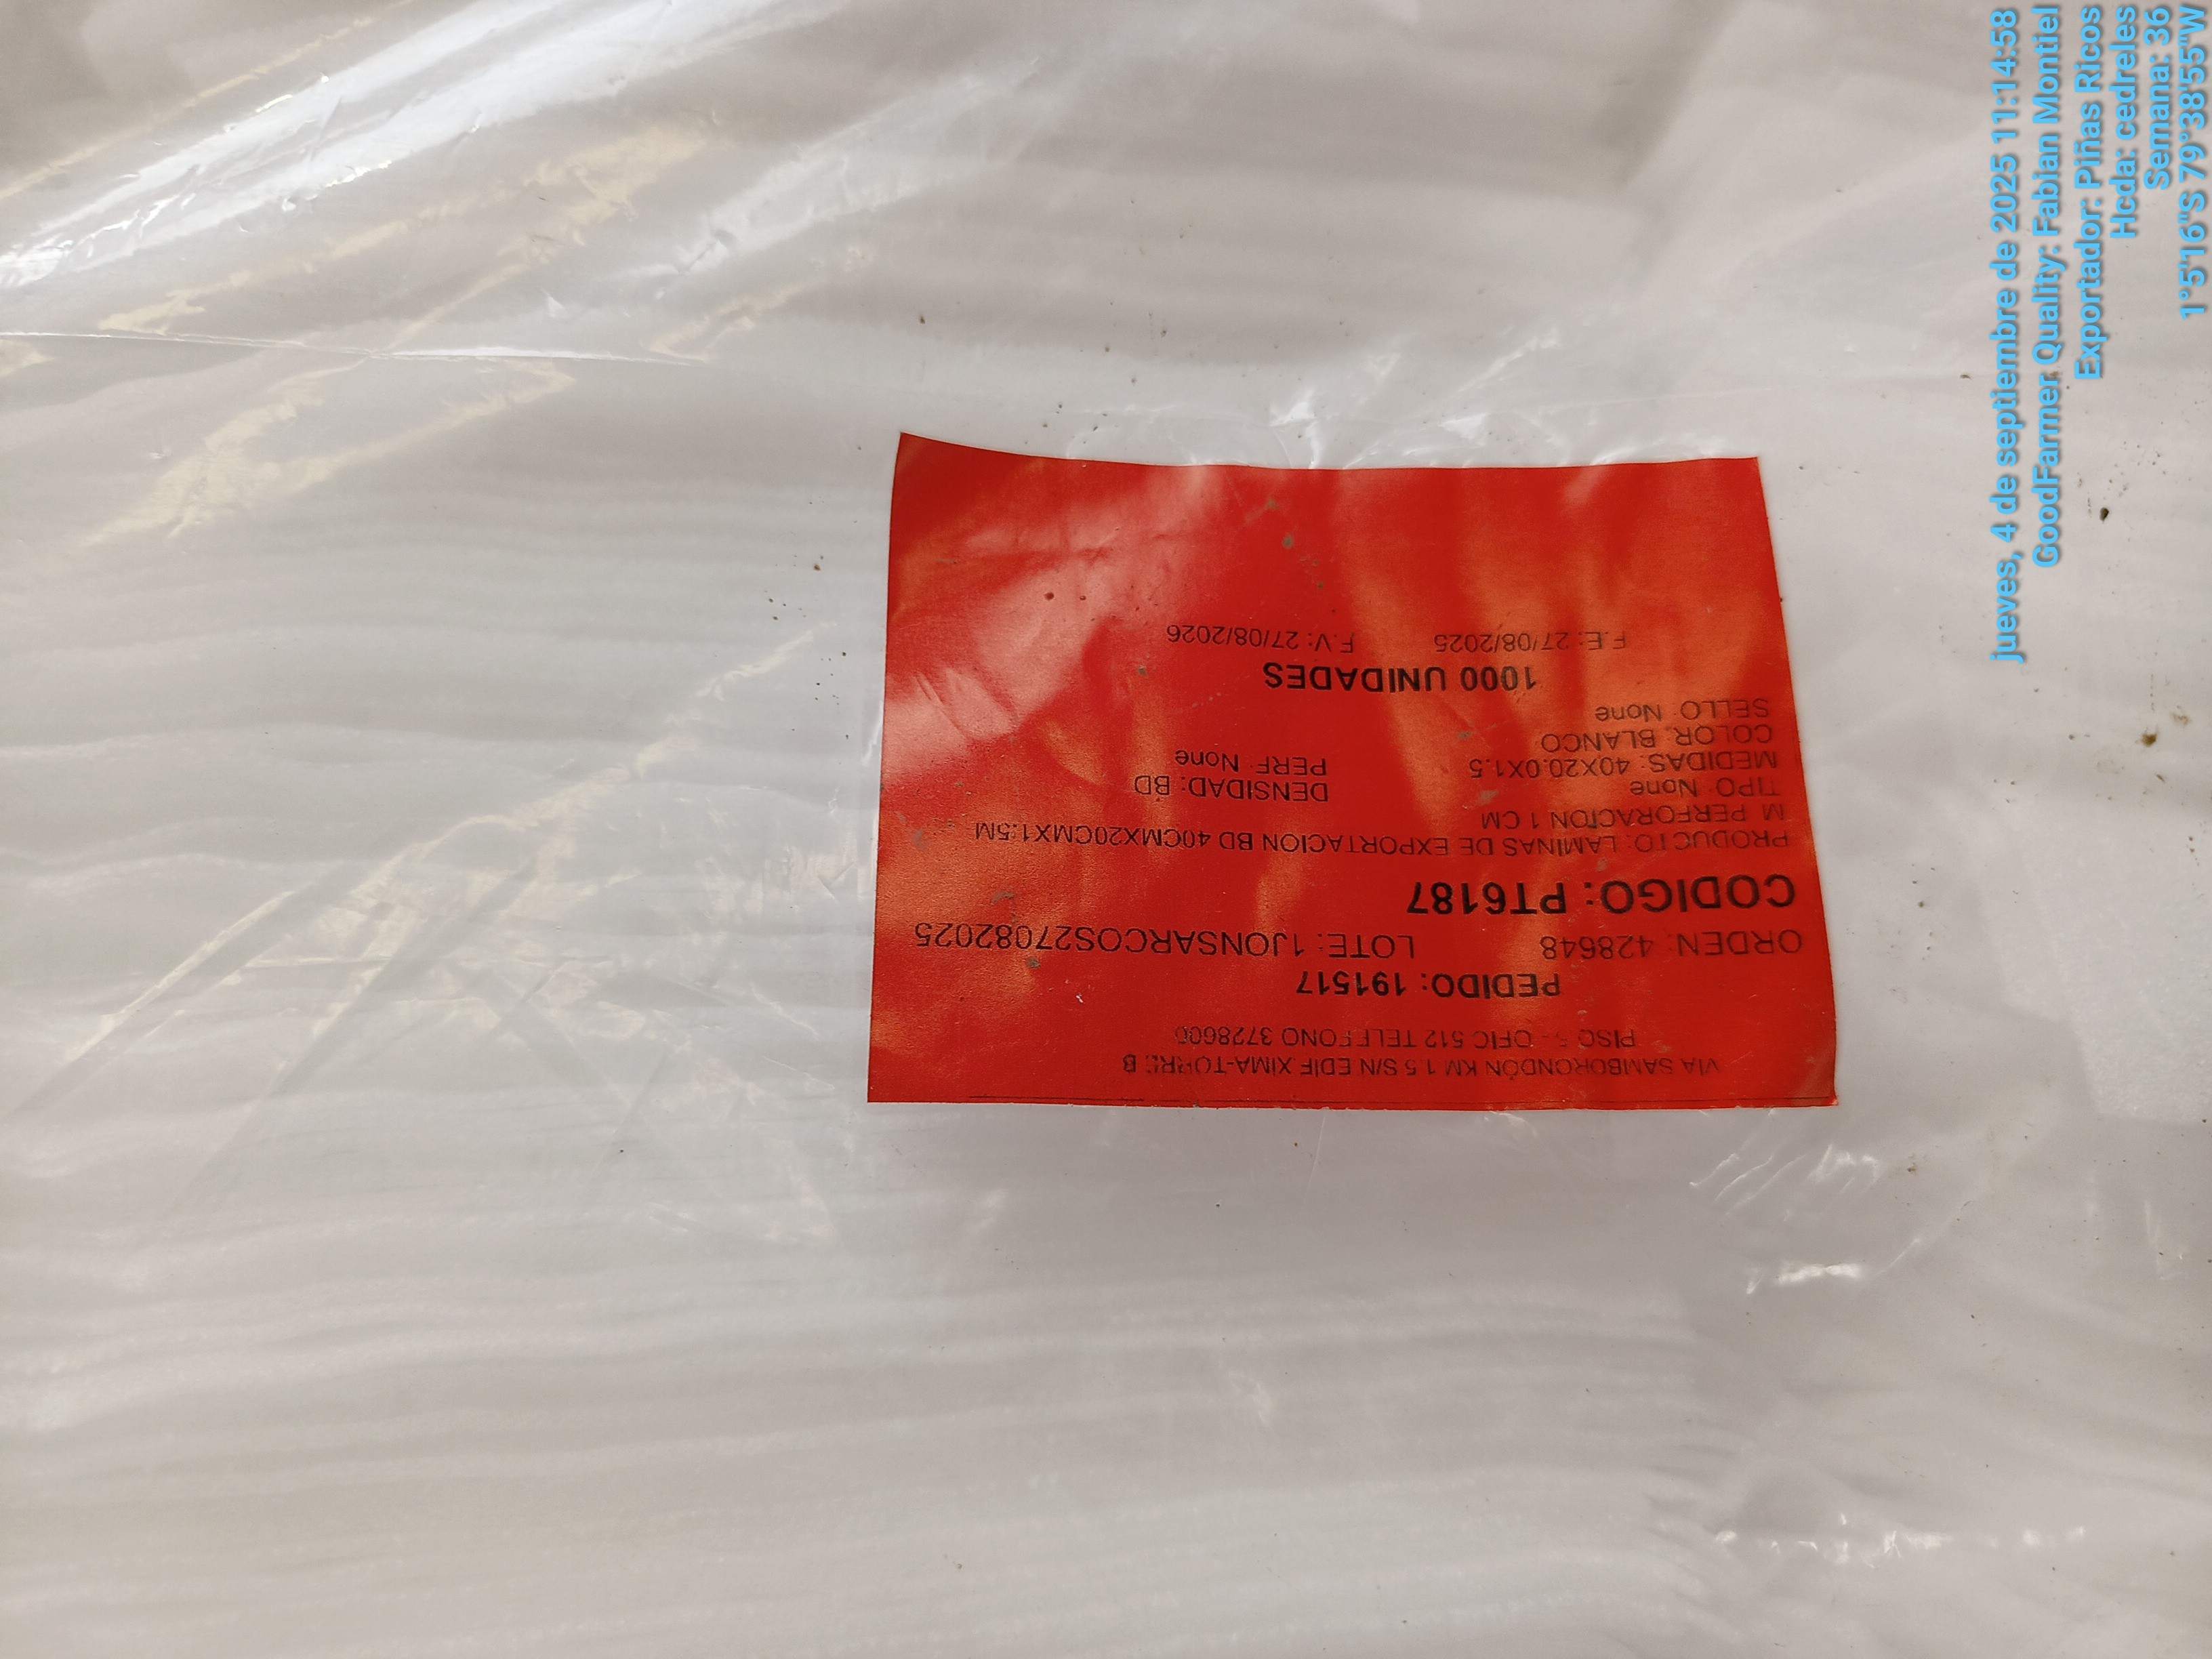 VIA SAMBORONDÓN KM 1.5 S/N EDIF XIMA-TORRE B
PISO 5- OFIC 512 TELEFONO 3728600
PEDIDO: 191517
ORDEN: 428648 LOTE: 1JONSARCOS27082025
CODIGO: PT6187
PRODUCTO: LAMINAS DE EXPORTACION BD 40CMX20CMX1.5M
M PERFORACION 1 CM
TIPO: None DENSIDAD: BD
MEDIDAS: 40X20.0X1.5 PERF: None
COLOR: BLANCO
SELLO: None
1000 UNIDADES
F.E: 27/08/2025 F.V: 27/08/2026
jueves, 4 de septiembre de 2025 11:14:58
GoodFarmer Quality: Fabian Montiel
Exportador: Piñas Ricos
Hcda: cedreles
Semana: 36
1°5'16"S 79°38'55"W